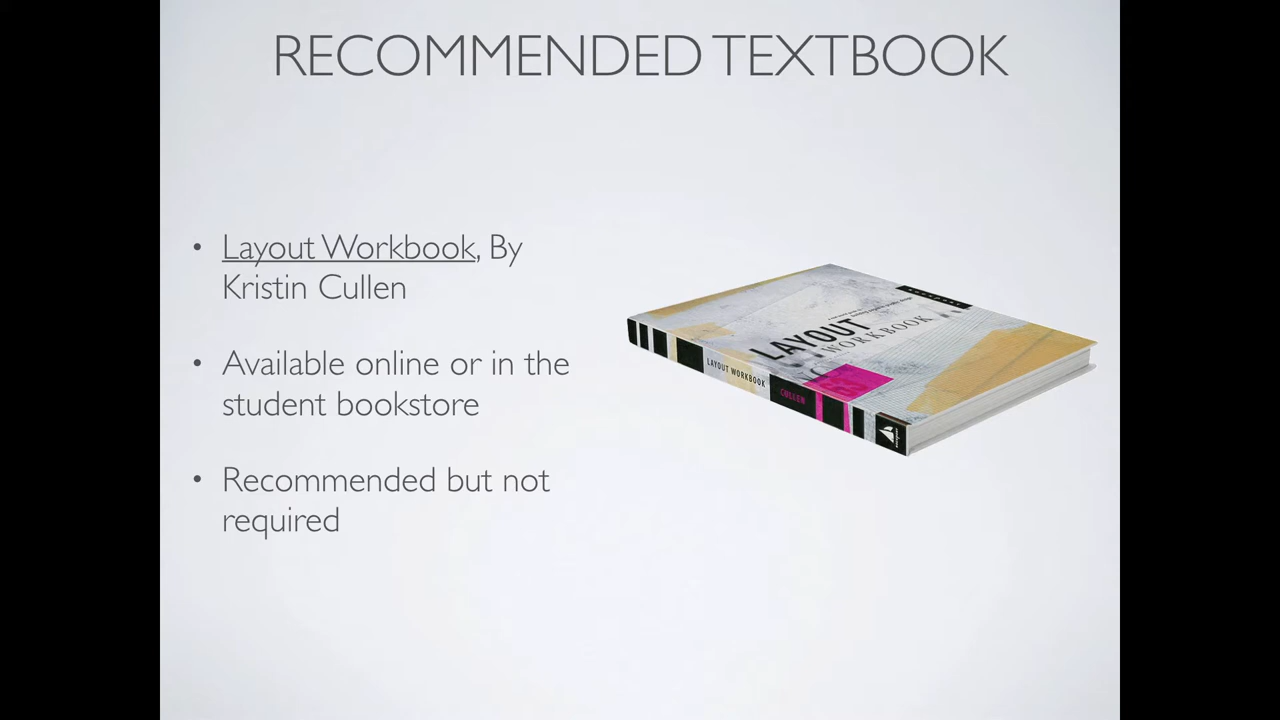 RECOMMENDED TEXTBOOK
• Layout Workbook, By
Kristin Cullen
• Available online or in the
student bookstore
• Recommended but not
required
LAYOUT
WORKBOOK
LAYOUT WORKBOOK
CULLEN